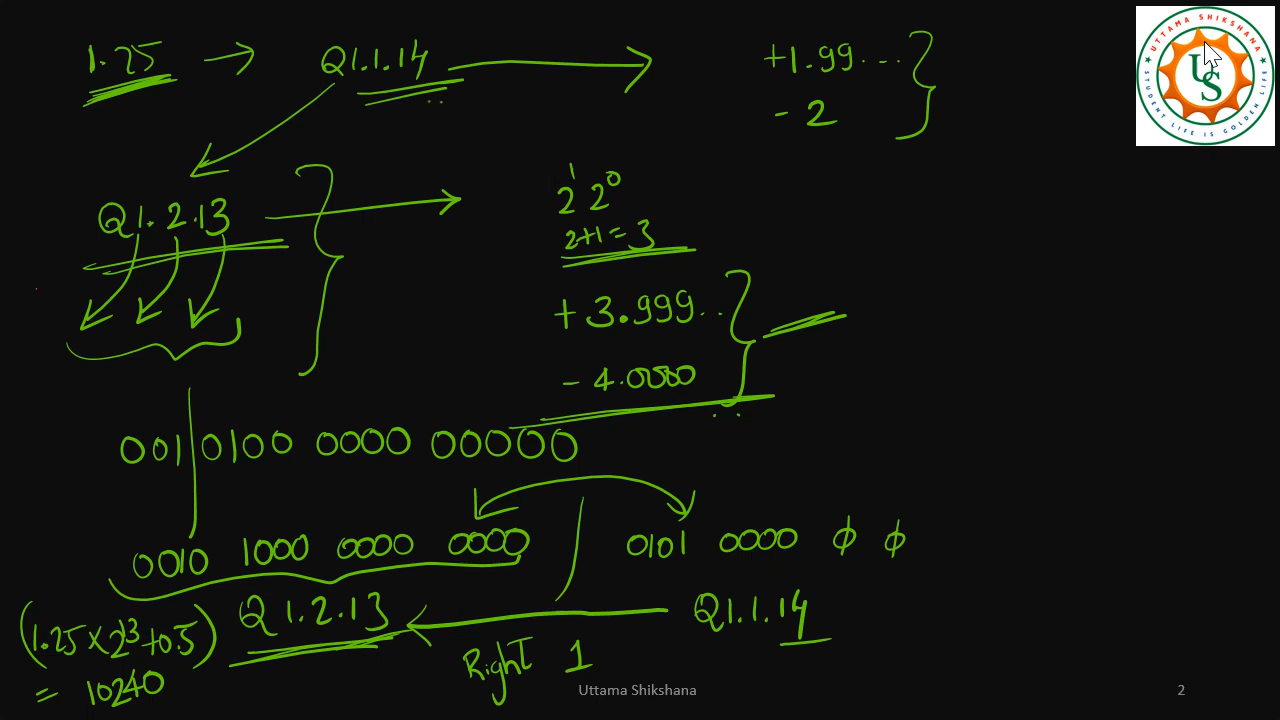 1.25 → Q1.1.14 → +1.99...
- 2
Q1.2.13 → 2¹ 2⁰
2+1 = 3
+ 3.999..
- 4.0000
001 0100 0000 00000
0010 1000 0000 0000 0101 0000 ϕ ϕ
Q1.2.13 ← Q1.1.14
Right 1
(1.25 × 2¹³ + 0.5)
= 10240
UTTAMA SHIKSHANA
US
STUDENT LIFE IS GOLDEN LIFE
Uttama Shikshana
2